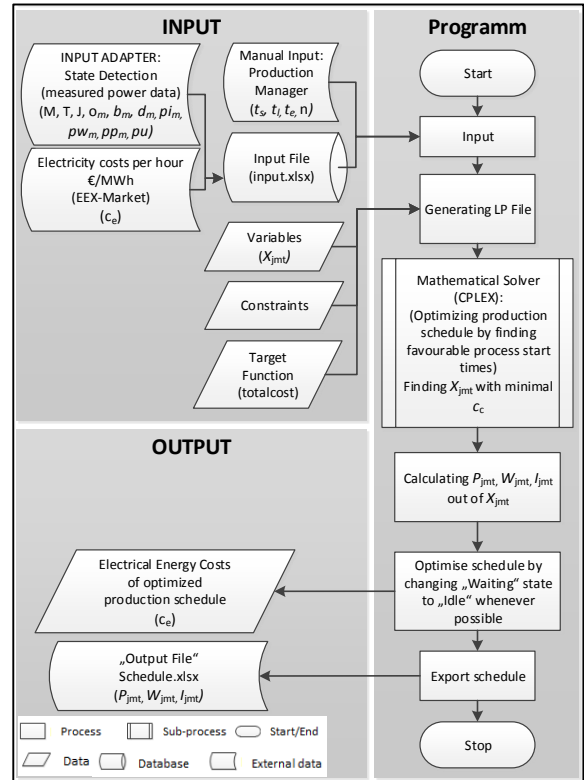 INPUT
INPUT ADAPTER:
State Detection
(measured power data)
(M, T, J, om, bm, dm, pim,
pwm, ppm, pu)
Manual Input:
Production
Manager
(ts, tl, te, n)
Electricity costs per hour
€/MWh
(EEX-Market)
(ce)
Input File
(input.xlsx)
Variables
(Xjmt)
Constraints
Target
Function
(totalcost)
Programm
Start
Input
Generating LP File
Mathematical Solver
(CPLEX):
(Optimizing production
schedule by finding
favourable process start
times)
Finding Xjmt with minimal
cc
Calculating Pjmt, Wjmt, Ijmt
out of Xjmt
Optimise schedule by
changing „Waiting“ state
to „Idle“ whenever
possible
Export schedule
Stop
OUTPUT
Electrical Energy Costs
of optimized
production schedule
(ce)
„Output File“
Schedule.xlsx
(Pjmt, Wjmt, Ijmt)
Process
Sub-process
Start/End
Data
Database
External data